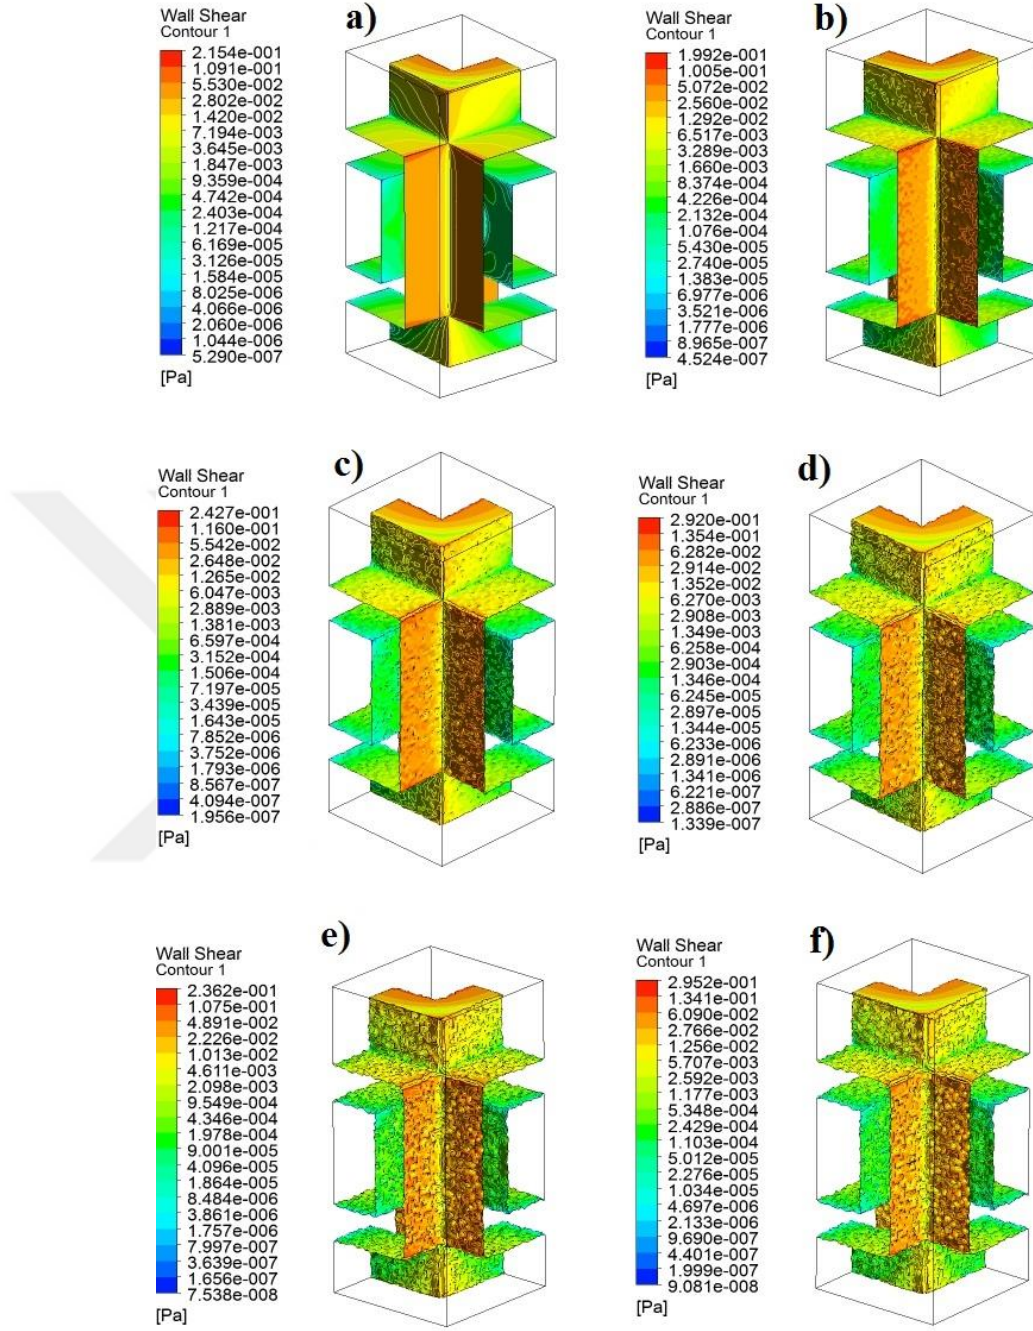 a)
Wall Shear
Contour 1
2.154e-001
1.091e-001
5.530e-002
2.802e-002
1.420e-002
7.194e-003
3.645e-003
1.847e-003
9.359e-004
4.742e-004
2.403e-004
1.217e-004
6.169e-005
3.126e-005
1.584e-005
8.025e-006
4.066e-006
2.060e-006
1.044e-006
5.290e-007
[Pa]
b)
Wall Shear
Contour 1
1.992e-001
1.005e-001
5.072e-002
2.560e-002
1.292e-002
6.517e-003
3.289e-003
1.660e-003
8.374e-004
4.226e-004
2.132e-004
1.076e-004
5.430e-005
2.740e-005
1.383e-005
6.977e-006
3.521e-006
1.777e-006
8.965e-007
4.524e-007
[Pa]
c)
Wall Shear
Contour 1
2.427e-001
1.160e-001
5.542e-002
2.648e-002
1.265e-002
6.047e-003
2.889e-003
1.381e-003
6.597e-004
3.152e-004
1.506e-004
7.197e-005
3.439e-005
1.643e-005
7.852e-006
3.752e-006
1.793e-006
8.567e-007
4.094e-007
1.956e-007
[Pa]
d)
Wall Shear
Contour 1
2.920e-001
1.354e-001
6.282e-002
2.914e-002
1.352e-002
6.270e-003
2.908e-003
1.349e-003
6.258e-004
2.903e-004
1.346e-004
6.245e-005
2.897e-005
1.344e-005
6.233e-006
2.891e-006
1.341e-006
6.221e-007
2.886e-007
1.339e-007
[Pa]
e)
Wall Shear
Contour 1
2.362e-001
1.075e-001
4.891e-002
2.226e-002
1.013e-002
4.611e-003
2.098e-003
9.549e-004
4.346e-004
1.978e-004
9.001e-005
4.096e-005
1.864e-005
8.484e-006
3.861e-006
1.757e-006
7.997e-007
3.639e-007
1.656e-007
7.538e-008
[Pa]
f)
Wall Shear
Contour 1
2.952e-001
1.341e-001
6.090e-002
2.766e-002
1.256e-002
5.707e-003
2.592e-003
1.177e-003
5.348e-004
2.429e-004
1.103e-004
5.012e-005
2.276e-005
1.034e-005
4.697e-006
2.133e-006
9.690e-007
4.401e-007
1.999e-007
9.081e-008
[Pa]